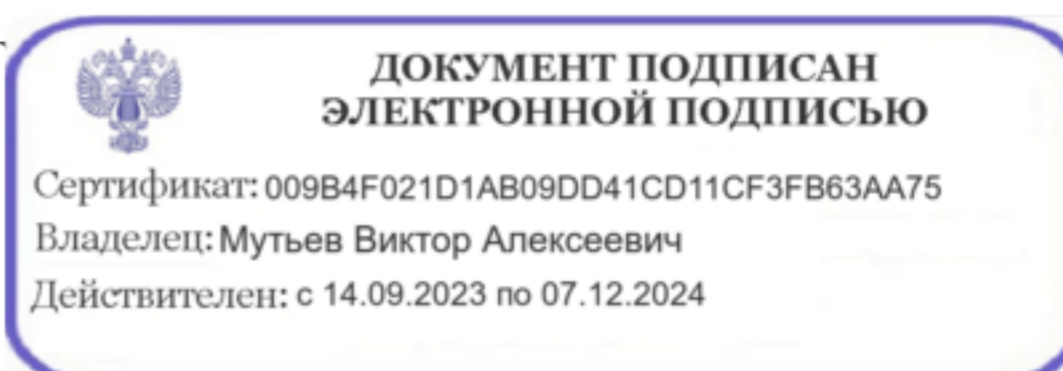 ДОКУМЕНТ ПОДПИСАН
ЭЛЕКТРОННОЙ ПОДПИСЬЮ
Сертификат: 009B4F021D1AB09DD41CD11CF3FB63AA75
Владелец: Мутьев Виктор Алексеевич
Действителен: с 14.09.2023 по 07.12.2024